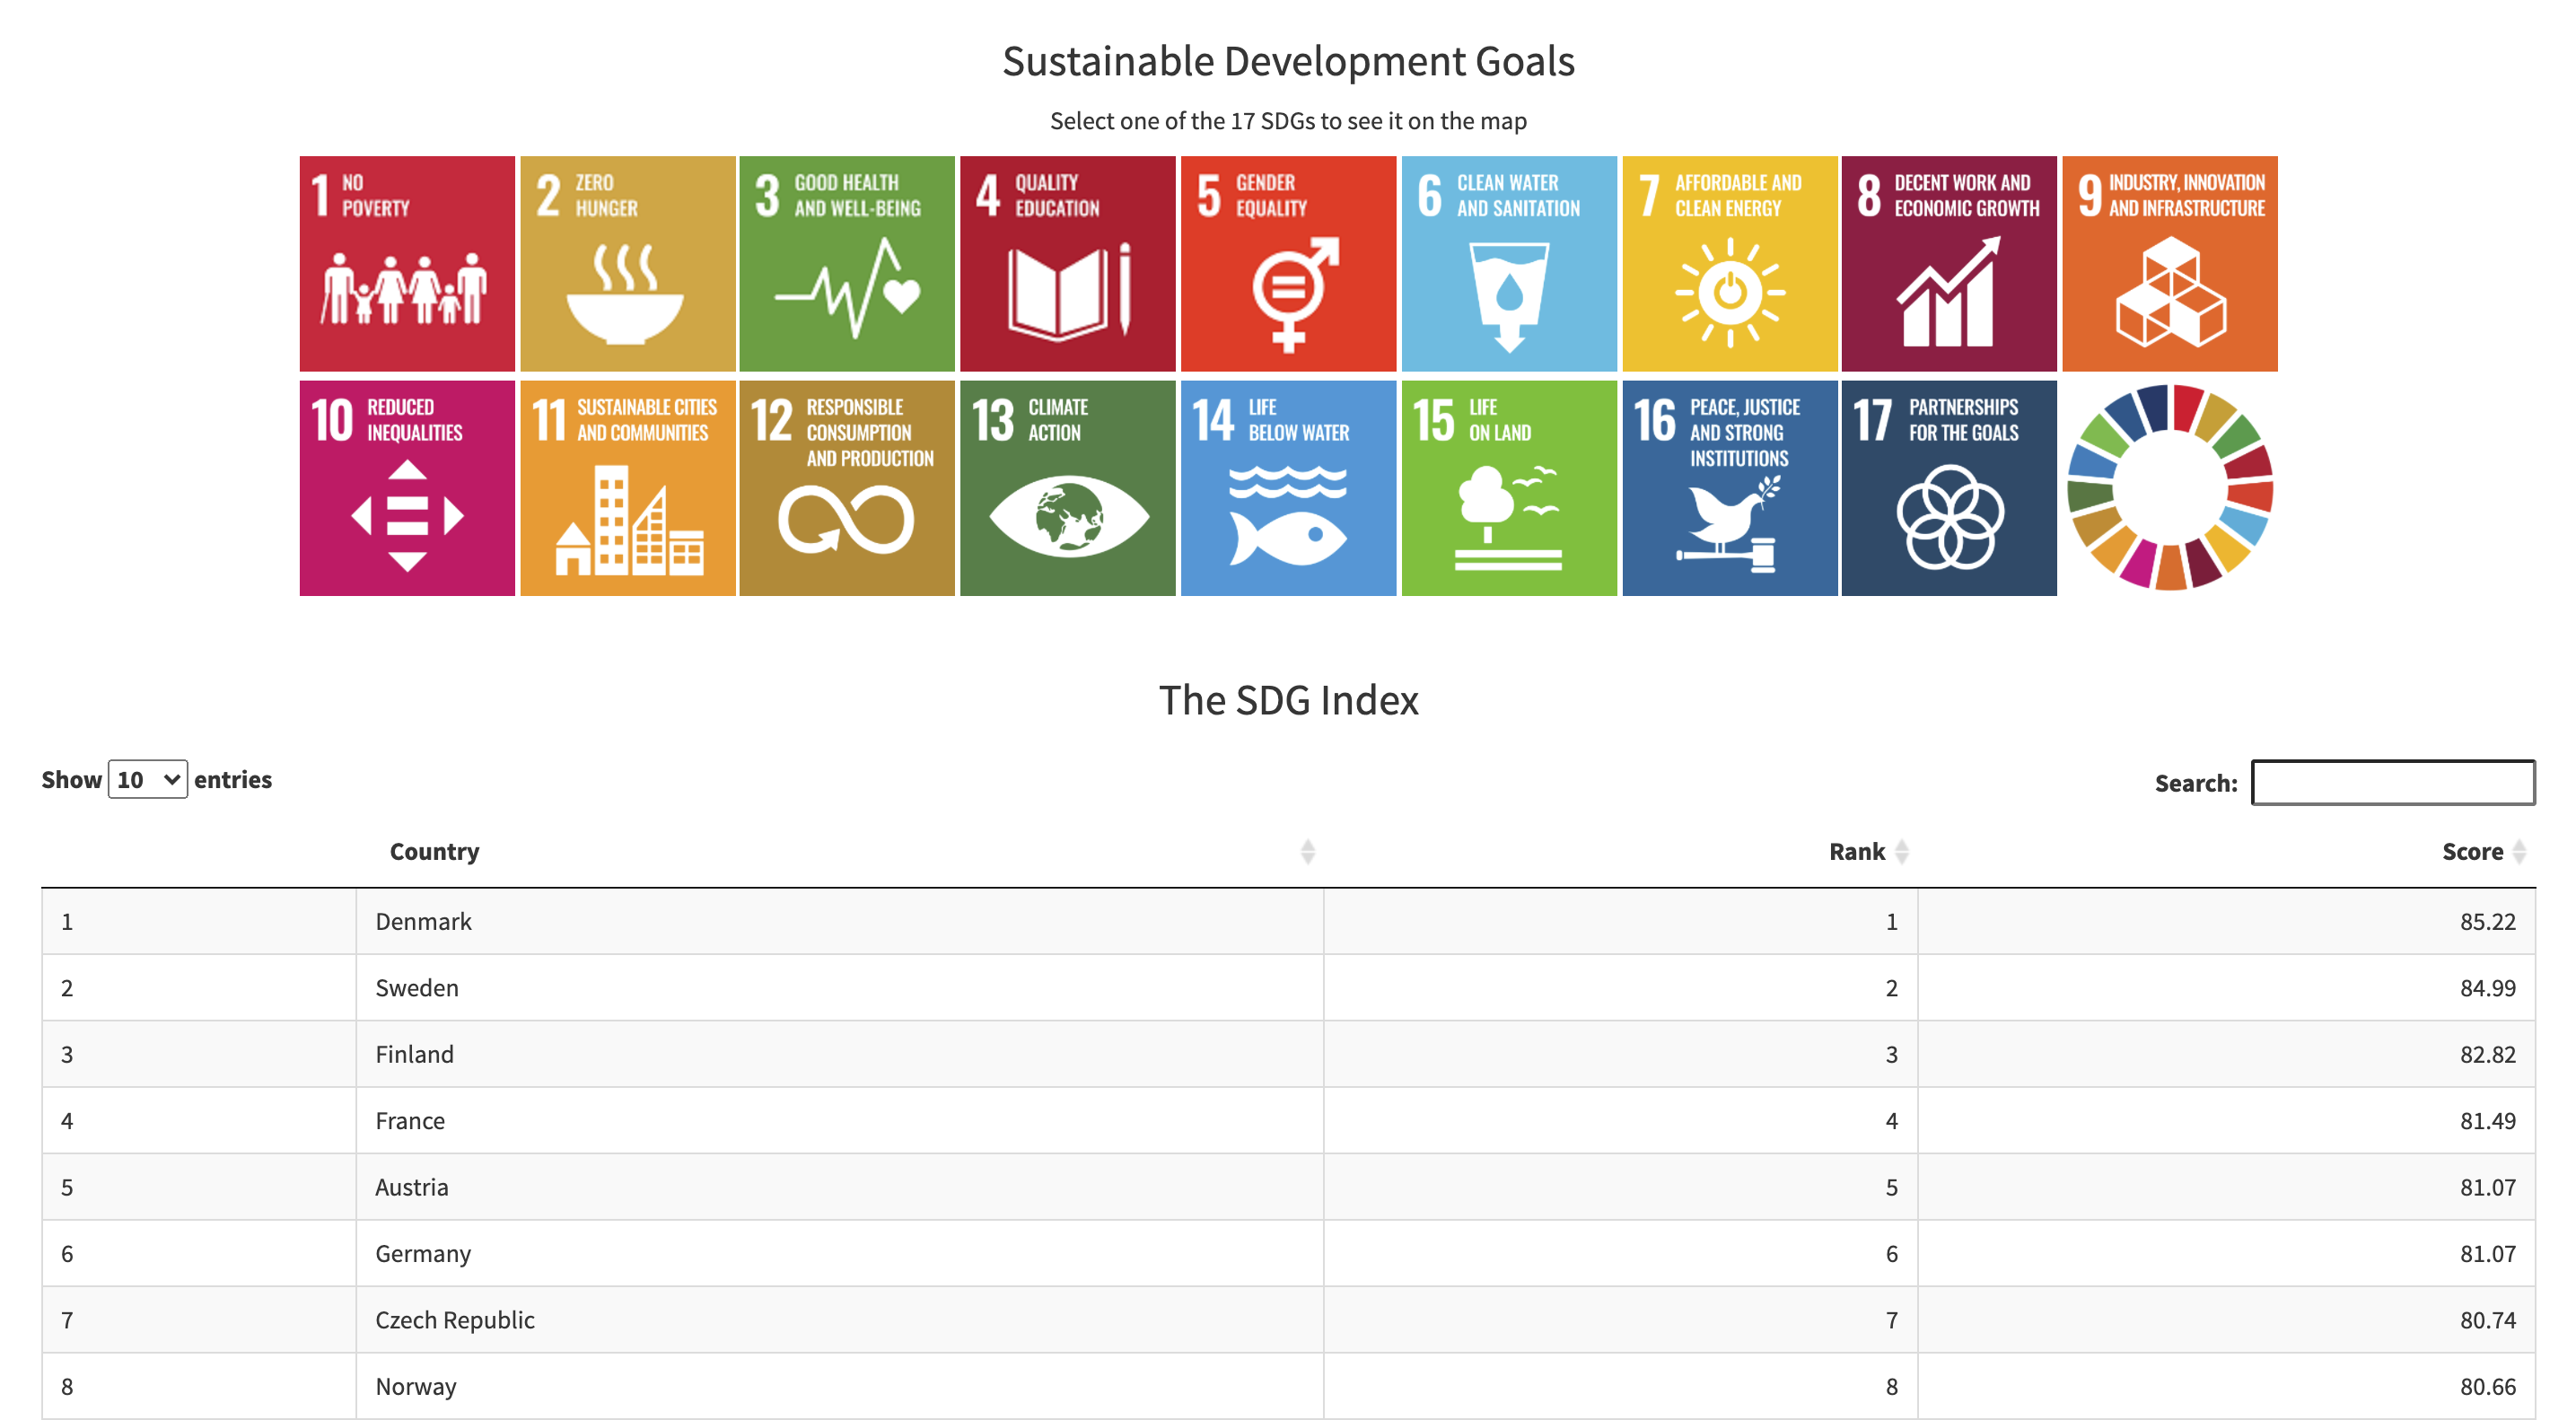 Sustainable Development Goals
Select one of the 17 SDGs to see it on the map
1 NO
POVERTY
2 ZERO
HUNGER
3 GOOD HEALTH
AND WELL-BEING
4 QUALITY
EDUCATION
5 GENDER
EQUALITY
6 CLEAN WATER
AND SANITATION
7 AFFORDABLE AND
CLEAN ENERGY
8 DECENT WORK AND
ECONOMIC GROWTH
9 INDUSTRY, INNOVATION
AND INFRASTRUCTURE
10 REDUCED
INEQUALITIES
11 SUSTAINABLE CITIES
AND COMMUNITIES
12 RESPONSIBLE
CONSUMPTION
AND PRODUCTION
13 CLIMATE
ACTION
14 LIFE
BELOW WATER
15 LIFE
ON LAND
16 PEACE, JUSTICE
AND STRONG
INSTITUTIONS
17 PARTNERSHIPS
FOR THE GOALS
The SDG Index
Show 10 entries Search:
Country Rank Score
1 Denmark 1 85.22
2 Sweden 2 84.99
3 Finland 3 82.82
4 France 4 81.49
5 Austria 5 81.07
6 Germany 6 81.07
7 Czech Republic 7 80.74
8 Norway 8 80.66